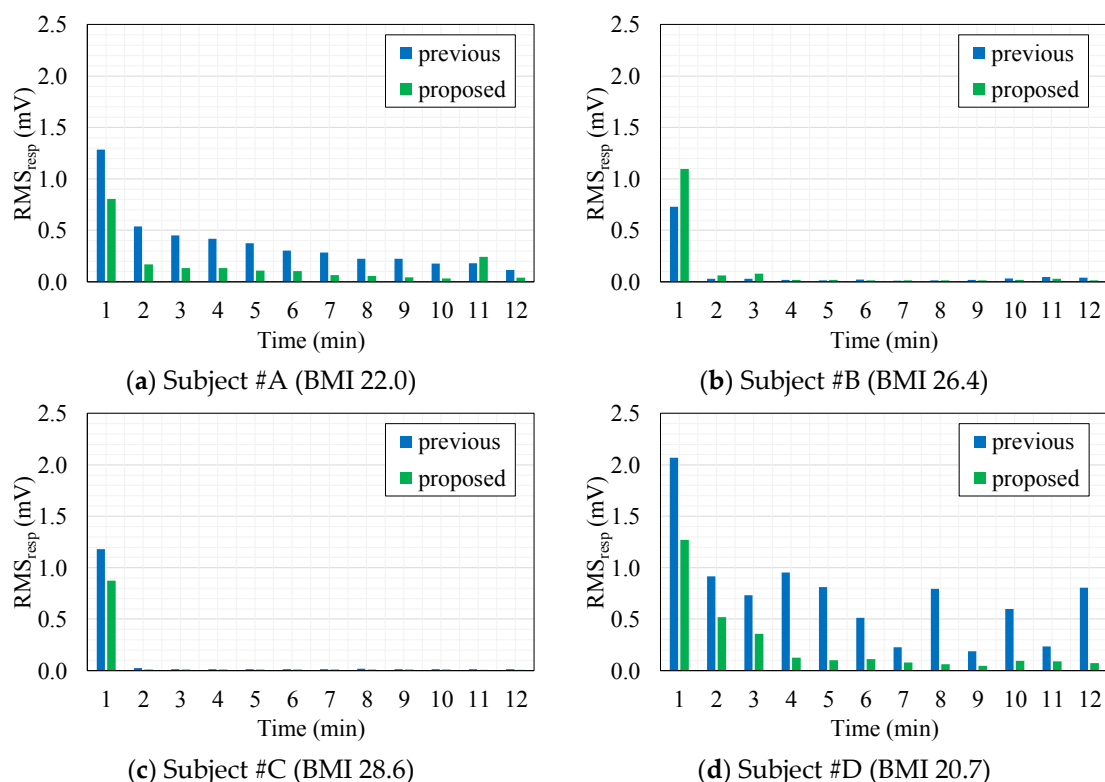 2.5
2.0
1.5
1.0
0.5
0.0
RMSresp (mV)
previous
proposed
1 2 3 4 5 6 7 8 9 10 11 12
Time (min)
(a) Subject #A (BMI 22.0)
2.5
2.0
1.5
1.0
0.5
0.0
RMSresp (mV)
previous
proposed
1 2 3 4 5 6 7 8 9 10 11 12
Time (min)
(b) Subject #B (BMI 26.4)
2.5
2.0
1.5
1.0
0.5
0.0
RMSresp (mV)
previous
proposed
1 2 3 4 5 6 7 8 9 10 11 12
Time (min)
(c) Subject #C (BMI 28.6)
2.5
2.0
1.5
1.0
0.5
0.0
RMSresp (mV)
previous
proposed
1 2 3 4 5 6 7 8 9 10 11 12
Time (min)
(d) Subject #D (BMI 20.7)